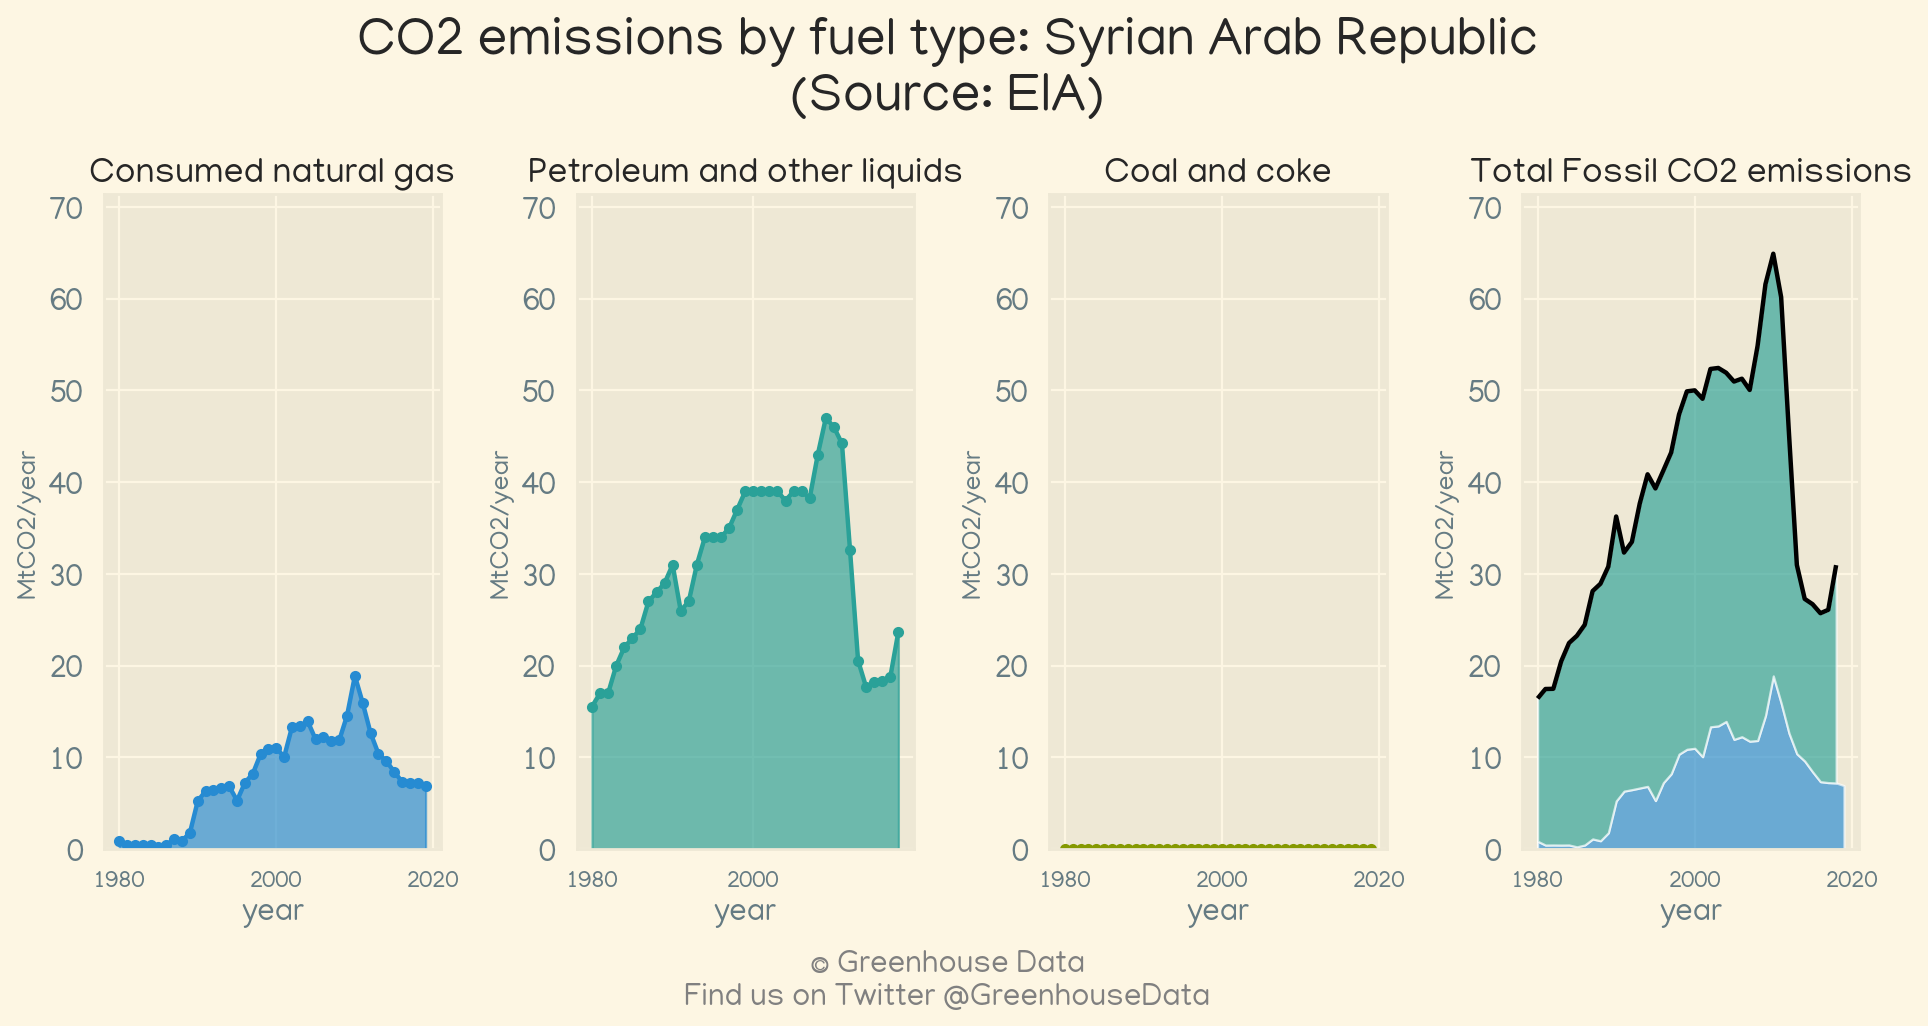 CO2 emissions by fuel type: Syrian Arab Republic
(Source: EIA)
Consumed natural gas
70
60
50
40
30
20
10
0
MtCO2/year
1980 2000 2020
year
Petroleum and other liquids
70
60
50
40
30
20
10
0
MtCO2/year
1980 2000
year
Coal and coke
70
60
50
40
30
20
10
0
MtCO2/year
1980 2000 2020
year
Total Fossil CO2 emissions
70
60
50
40
30
20
10
0
MtCO2/year
1980 2000 2020
year
© Greenhouse Data
Find us on Twitter @GreenhouseData